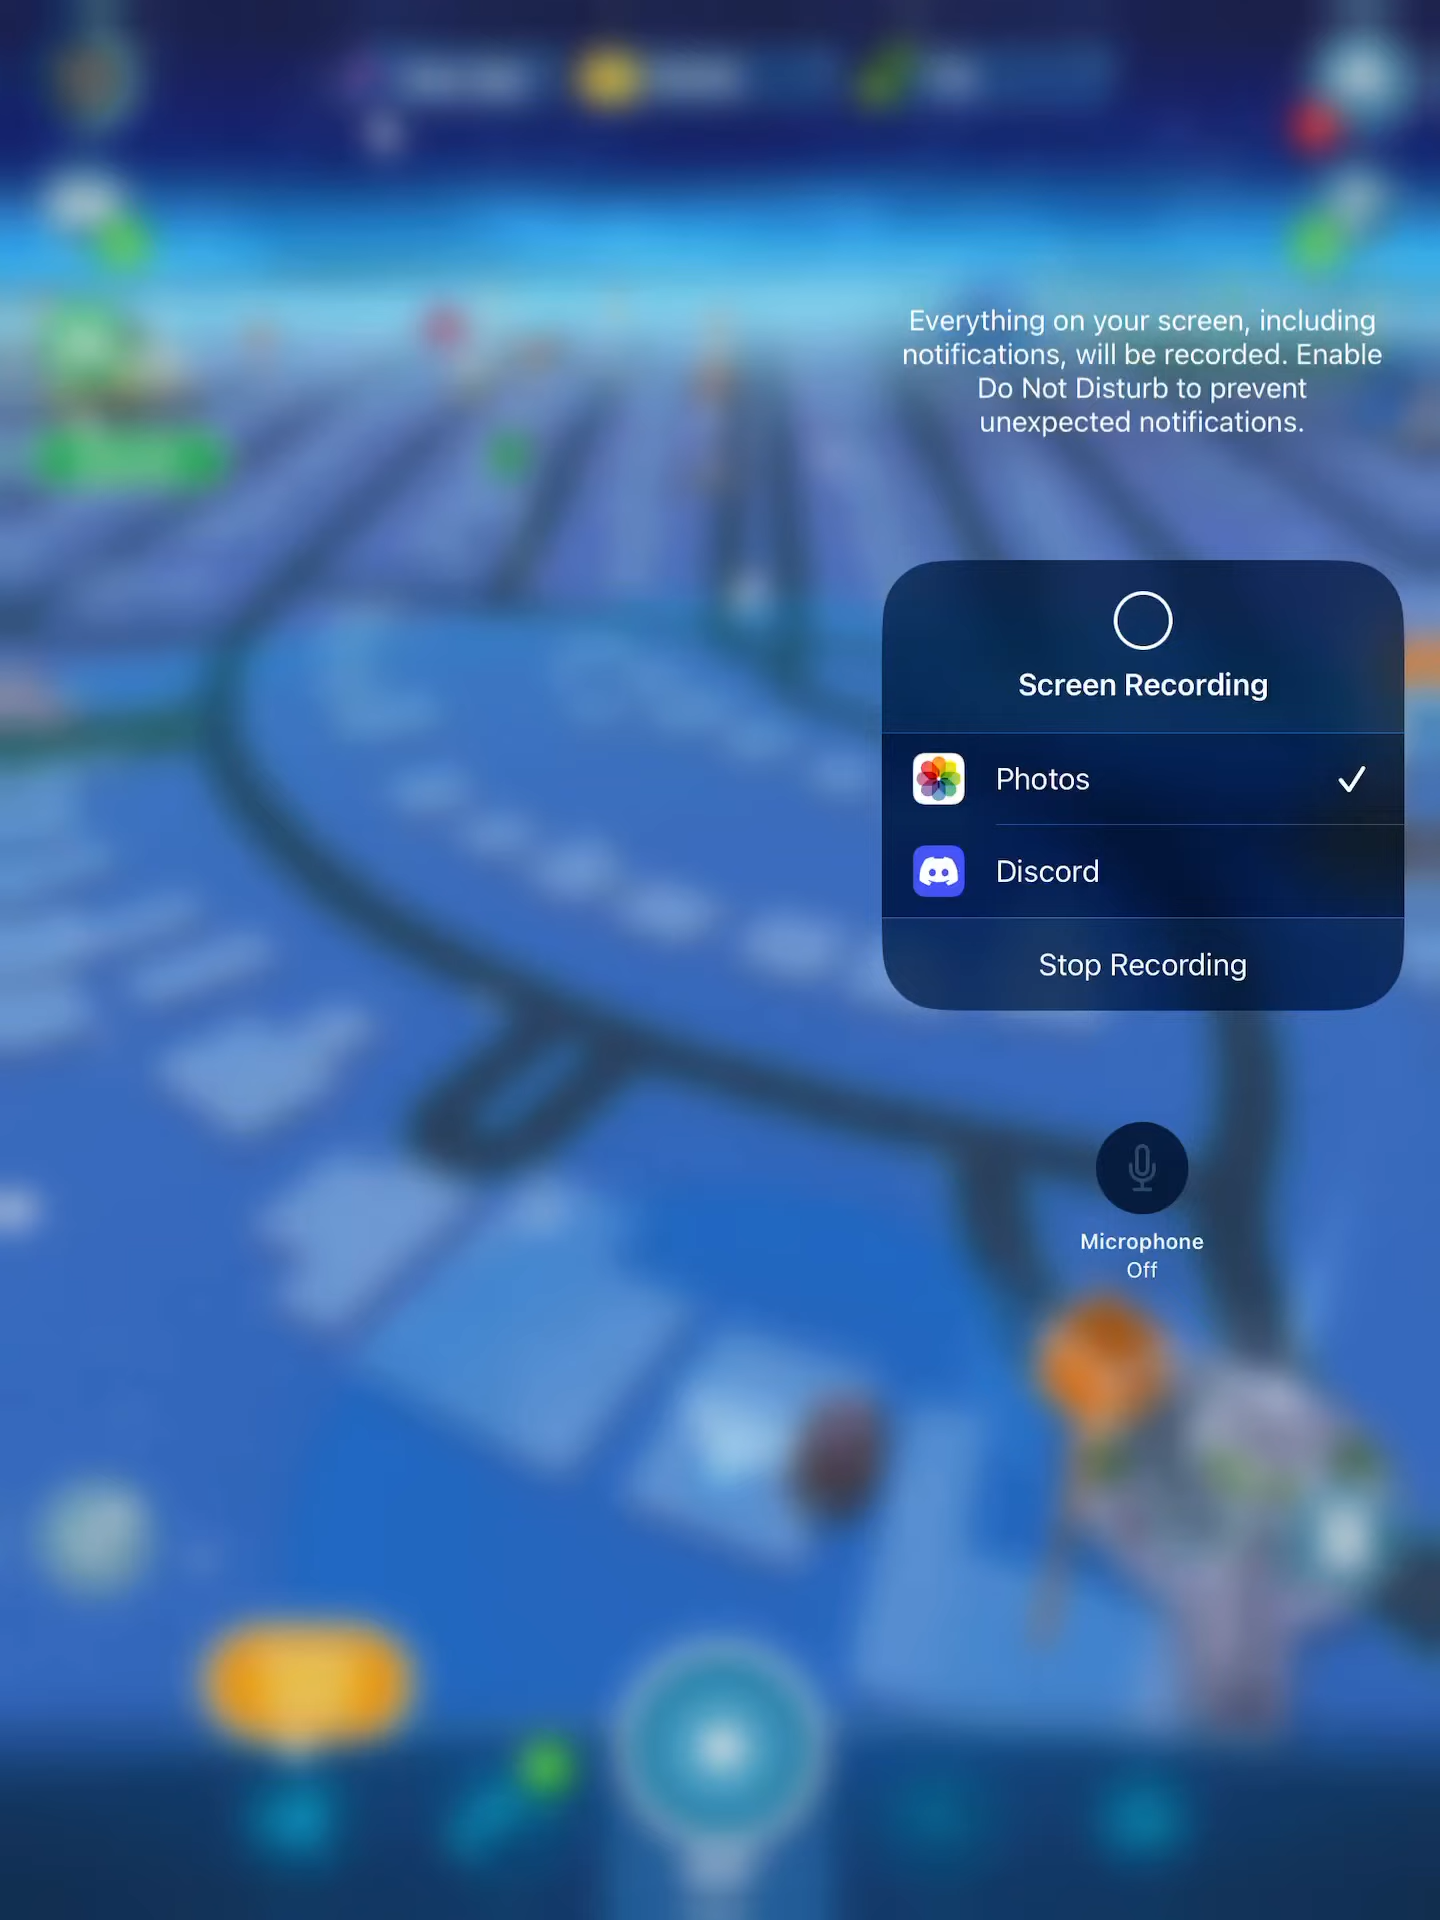 Everything on your screen, including
notifications, will be recorded. Enable
Do Not Disturb to prevent
unexpected notifications.
Screen Recording
Photos
Discord
Stop Recording
Microphone
Off